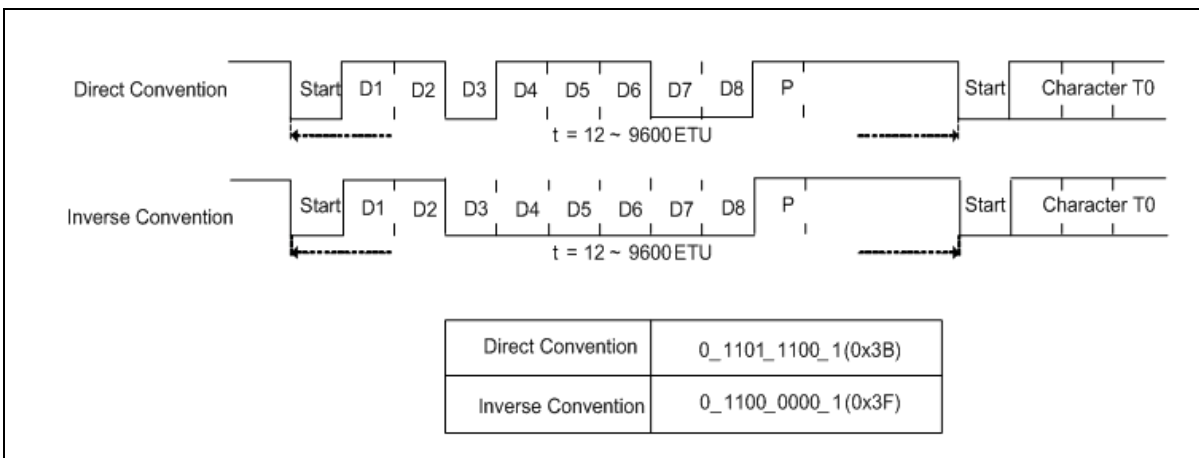 Direct Convention Start D1 D2 D3 D4 D5 D6 D7 D8 P Start Character T0
t = 12 ~ 9600 ETU
Inverse Convention Start D1 D2 D3 D4 D5 D6 D7 D8 P Start Character T0
t = 12 ~ 9600 ETU
Direct Convention 0_1101_1100_1(0x3B)
Inverse Convention 0_1100_0000_1(0x3F)